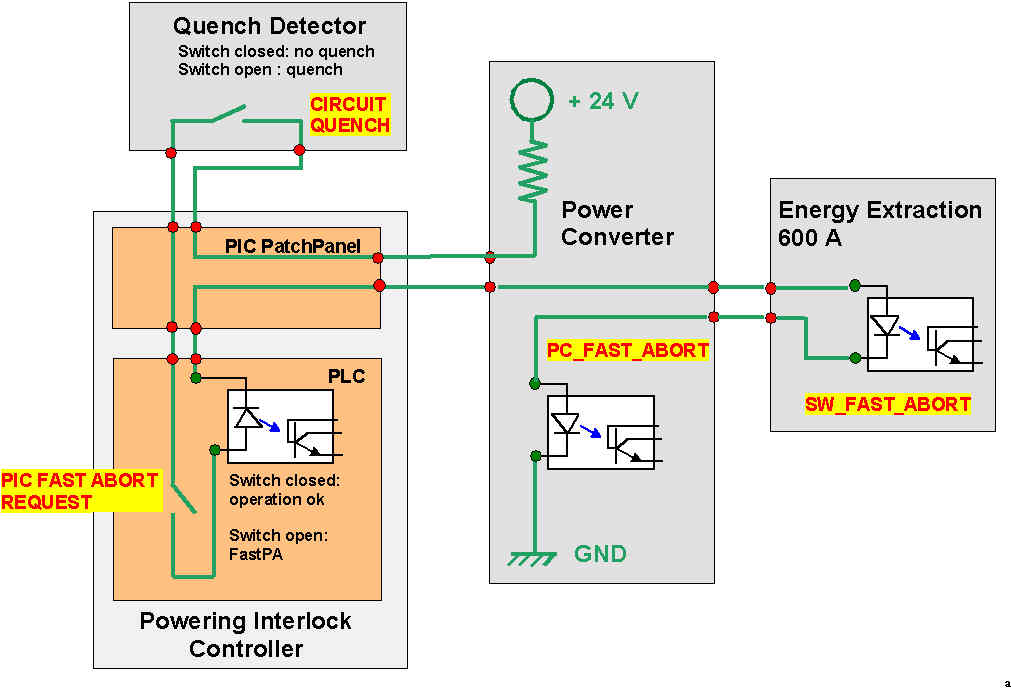 Quench Detector
Switch closed: no quench
Switch open : quench
CIRCUIT
QUENCH
+ 24 V
Power
Converter
Energy Extraction
600 A
PIC PatchPanel
PC_FAST_ABORT
SW_FAST_ABORT
PLC
PIC FAST ABORT
REQUEST
Switch closed:
operation ok
Switch open:
FastPA
GND
Powering Interlock
Controller
a